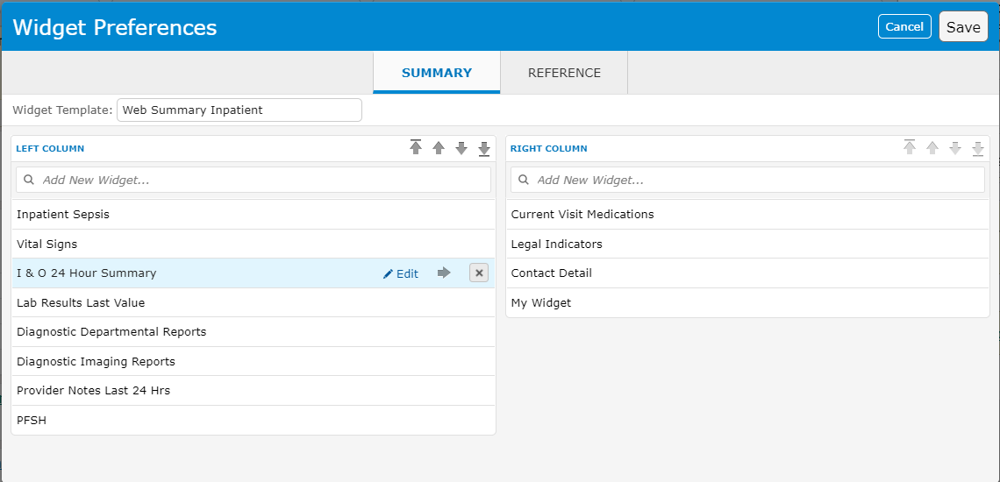 Widget Preferences
Cancel
Save
SUMMARY
REFERENCE
Widget Template: Web Summary Inpatient
LEFT COLUMN
Add New Widget...
Inpatient Sepsis
Vital Signs
I & O 24 Hour Summary
Edit
Lab Results Last Value
Diagnostic Departmental Reports
Diagnostic Imaging Reports
Provider Notes Last 24 Hrs
PFSH
RIGHT COLUMN
Add New Widget...
Current Visit Medications
Legal Indicators
Contact Detail
My Widget